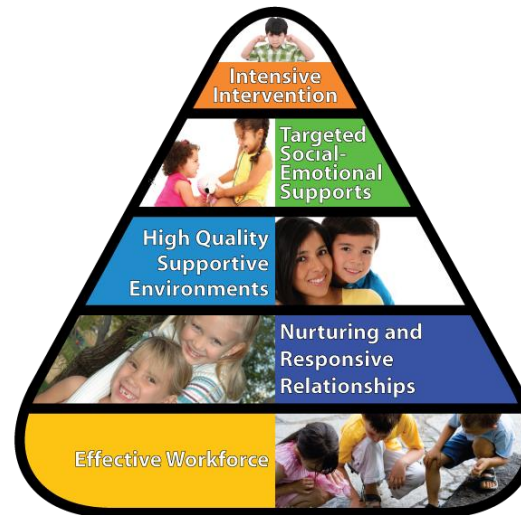 Intensive
Intervention
Targeted
Social-
Emotional
Supports
High Quality
Supportive
Environments
Nurturing and
Responsive
Relationships
Effective Workforce